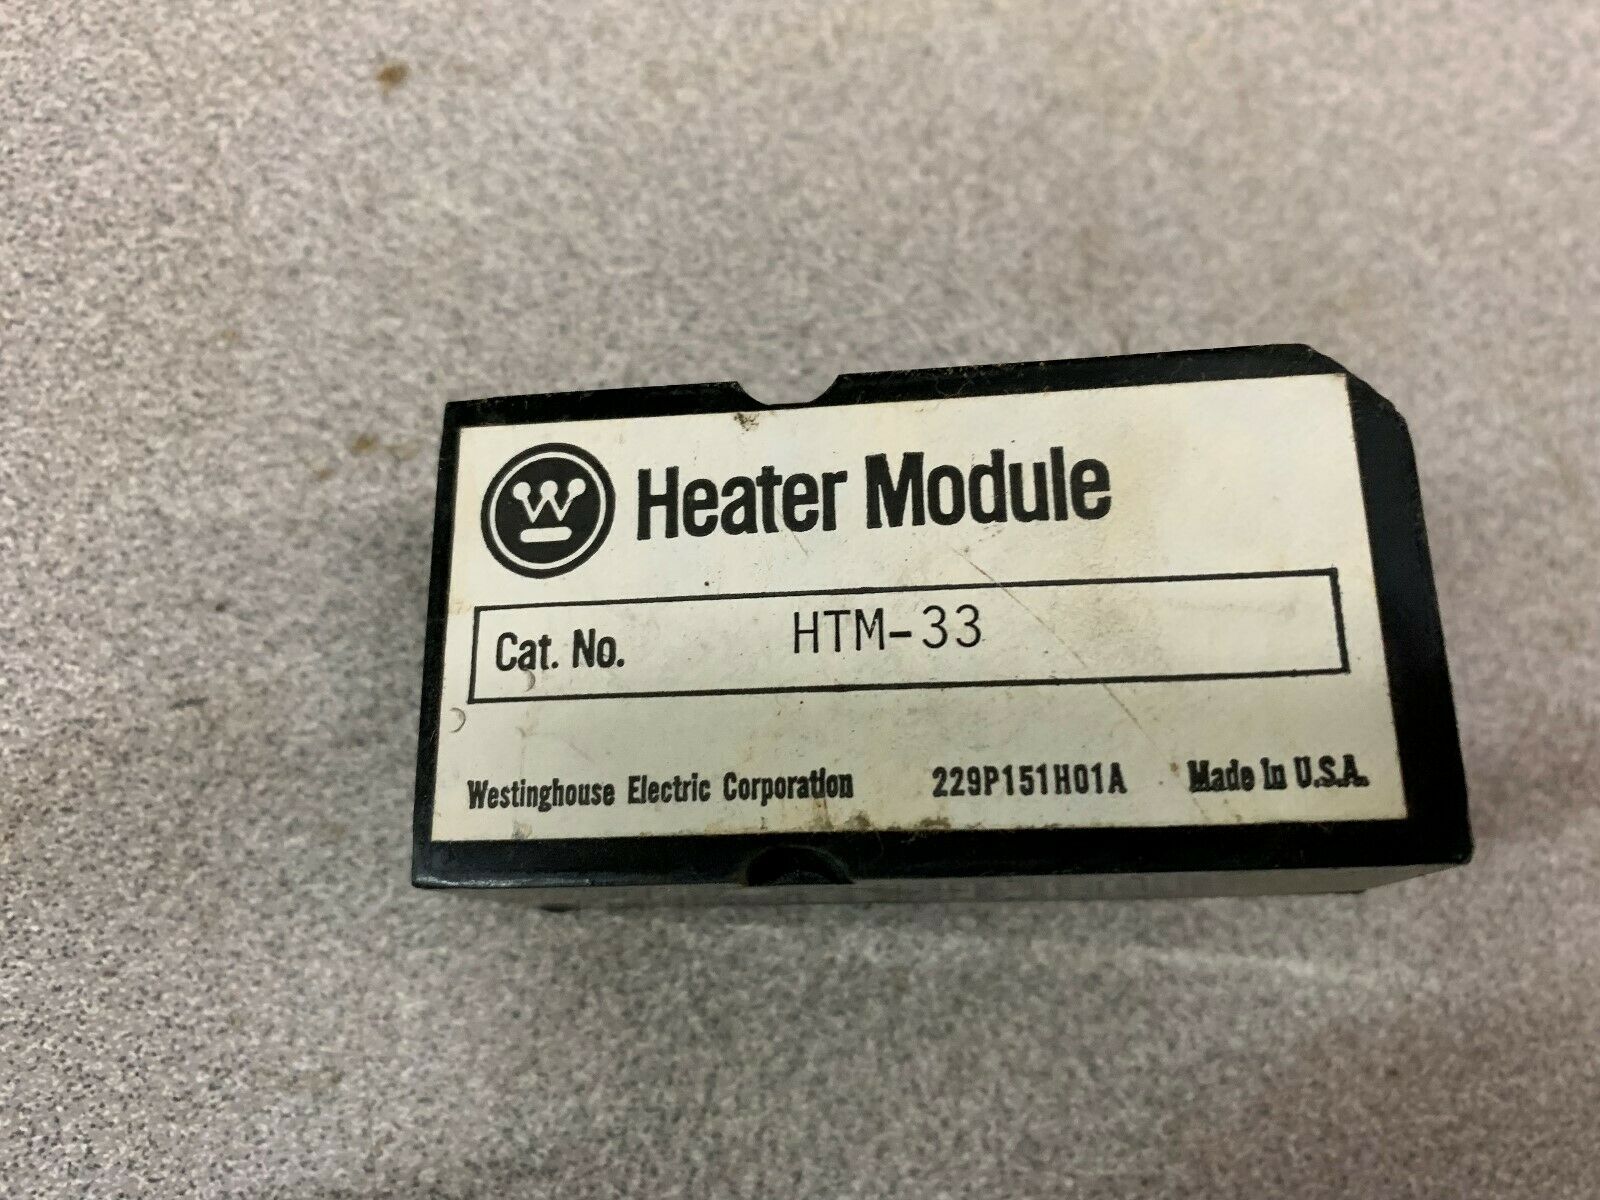 W Heater Module
Cat. No. HTM-33
Westinghouse Electric Corporation 229P151H01A Made In U.S.A.